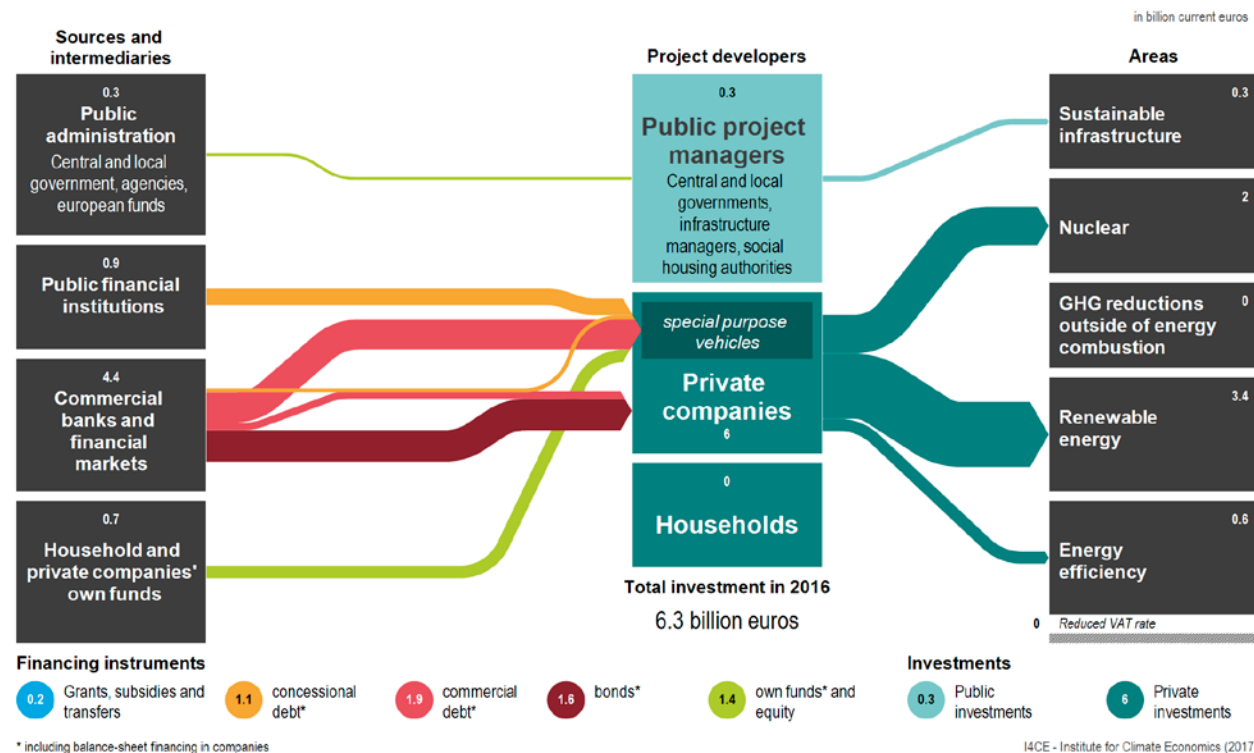 in billion current euros
Sources and
intermediaries
Project developers
Areas
0.3
Public
administration
Central and local
government, agencies,
european funds
0.9
Public financial
institutions
4.4
Commercial
banks and
financial
markets
0.7
Household and
private companies'
own funds
0.3
Public project
managers
Central and local
governments,
infrastructure
managers, social
housing authorities
special purpose
vehicles
Private
companies
6
0
Households
Total investment in 2016
6.3 billion euros
0.3
Sustainable
infrastructure
2
Nuclear
GHG reductions
0
outside of energy
combustion
3.4
Renewable
energy
0.6
Energy
efficiency
0 Reduced VAT rate
Financing instruments
0.2 Grants, subsidies and
transfers
1.1 concessional
debt*
1.9 commercial
debt*
1.6 bonds*
1.4 own funds* and
equity
Investments
0.3 Public
investments
6 Private
investments
* including balance-sheet financing in companies
I4CE - Institute for Climate Economics (2017